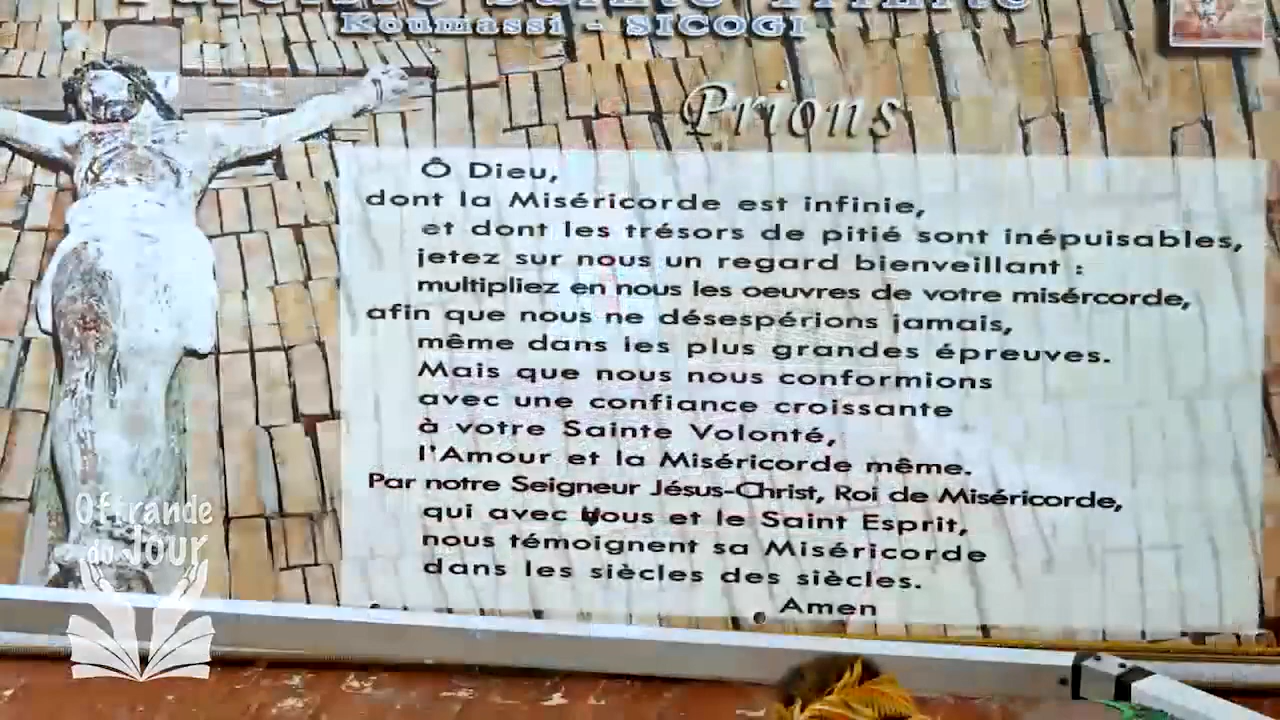 Paroisse Sainte Trinité
Koumassi - SICOGI
Prions
Ô Dieu,
dont la Miséricorde est infinie,
et dont les trésors de pitié sont inépuisables,
jetez sur nous un regard bienveillant :
multipliez en nous les oeuvres de votre misércorde,
afin que nous ne désespérions jamais,
même dans les plus grandes épreuves.
Mais que nous nous conformions
avec une confiance croissante
à votre Sainte Volonté,
l'Amour et la Miséricorde même.
Par notre Seigneur Jésus-Christ, Roi de Miséricorde,
qui avec Vous et le Saint Esprit,
nous témoignent sa Miséricorde
dans les siècles des siècles.
Amen
Offrande
du Jour